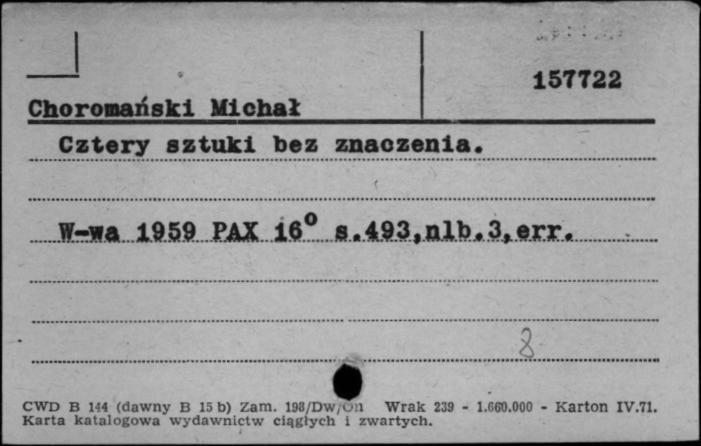 157722
Choromański Michał
Cztery sztuki bez znaczenia.
W-wa 1959 PAX 16° s.493,nlb.3,err.
8
CWD B 144 (dawny B 15 b) Zam. 198/Dw/On Wrak 239 - 1.660.000 - Karton IV.71.
Karta katalogowa wydawnictw ciągłych i zwartych.